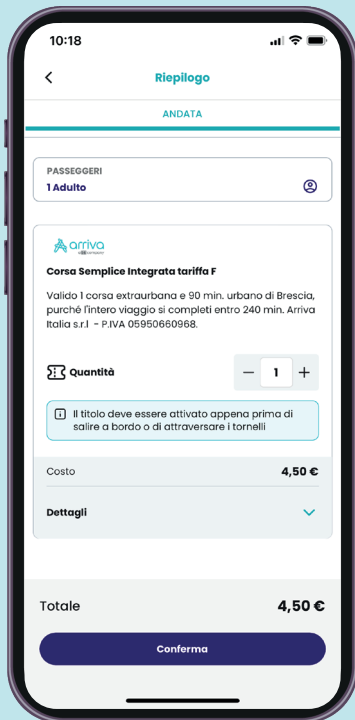 10:18
Riepilogo
ANDATA
PASSEGGERI
1 Adulto
arriva
Corsa Semplice Integrata tariffa F
Valido 1 corsa extraurbana e 90 min. urbano di Brescia,
purché l'intero viaggio si completi entro 240 min. Arriva
Italia s.r.l - P.IVA 05950660968.
Quantità
− 1 +
Il titolo deve essere attivato appena prima di
salire a bordo o di attraversare i tornelli
Costo 4,50 €
Dettagli
Totale 4,50 €
Conferma